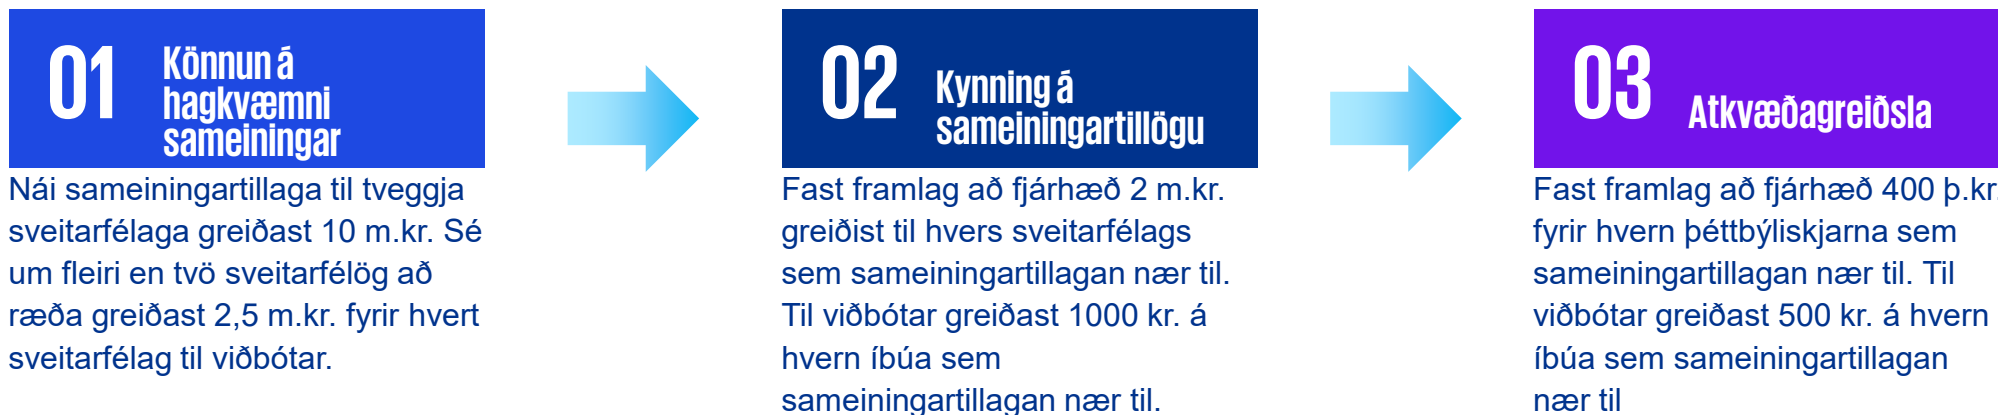 01
Könnun á
hagkvæmni
sameiningar
Nái sameiningartillaga til tveggja
sveitarfélaga greiðast 10 m.kr. Sé
um fleiri en tvö sveitarfélög að
ræða greiðast 2,5 m.kr. fyrir hvert
sveitarfélag til viðbótar.
02
Kynning á
sameiningartillögu
Fast framlag að fjárhæð 2 m.kr.
greiðist til hvers sveitarfélags
sem sameiningartillagan nær til.
Til viðbótar greiðast 1000 kr. á
hvern íbúa sem
sameiningartillagan nær til.
03
Atkvæðagreiðsla
Fast framlag að fjárhæð 400 þ.kr.
fyrir hvern þéttbýliskjarna sem
sameiningartillagan nær til. Til
viðbótar greiðast 500 kr. á hvern
íbúa sem sameiningartillagan
nær til